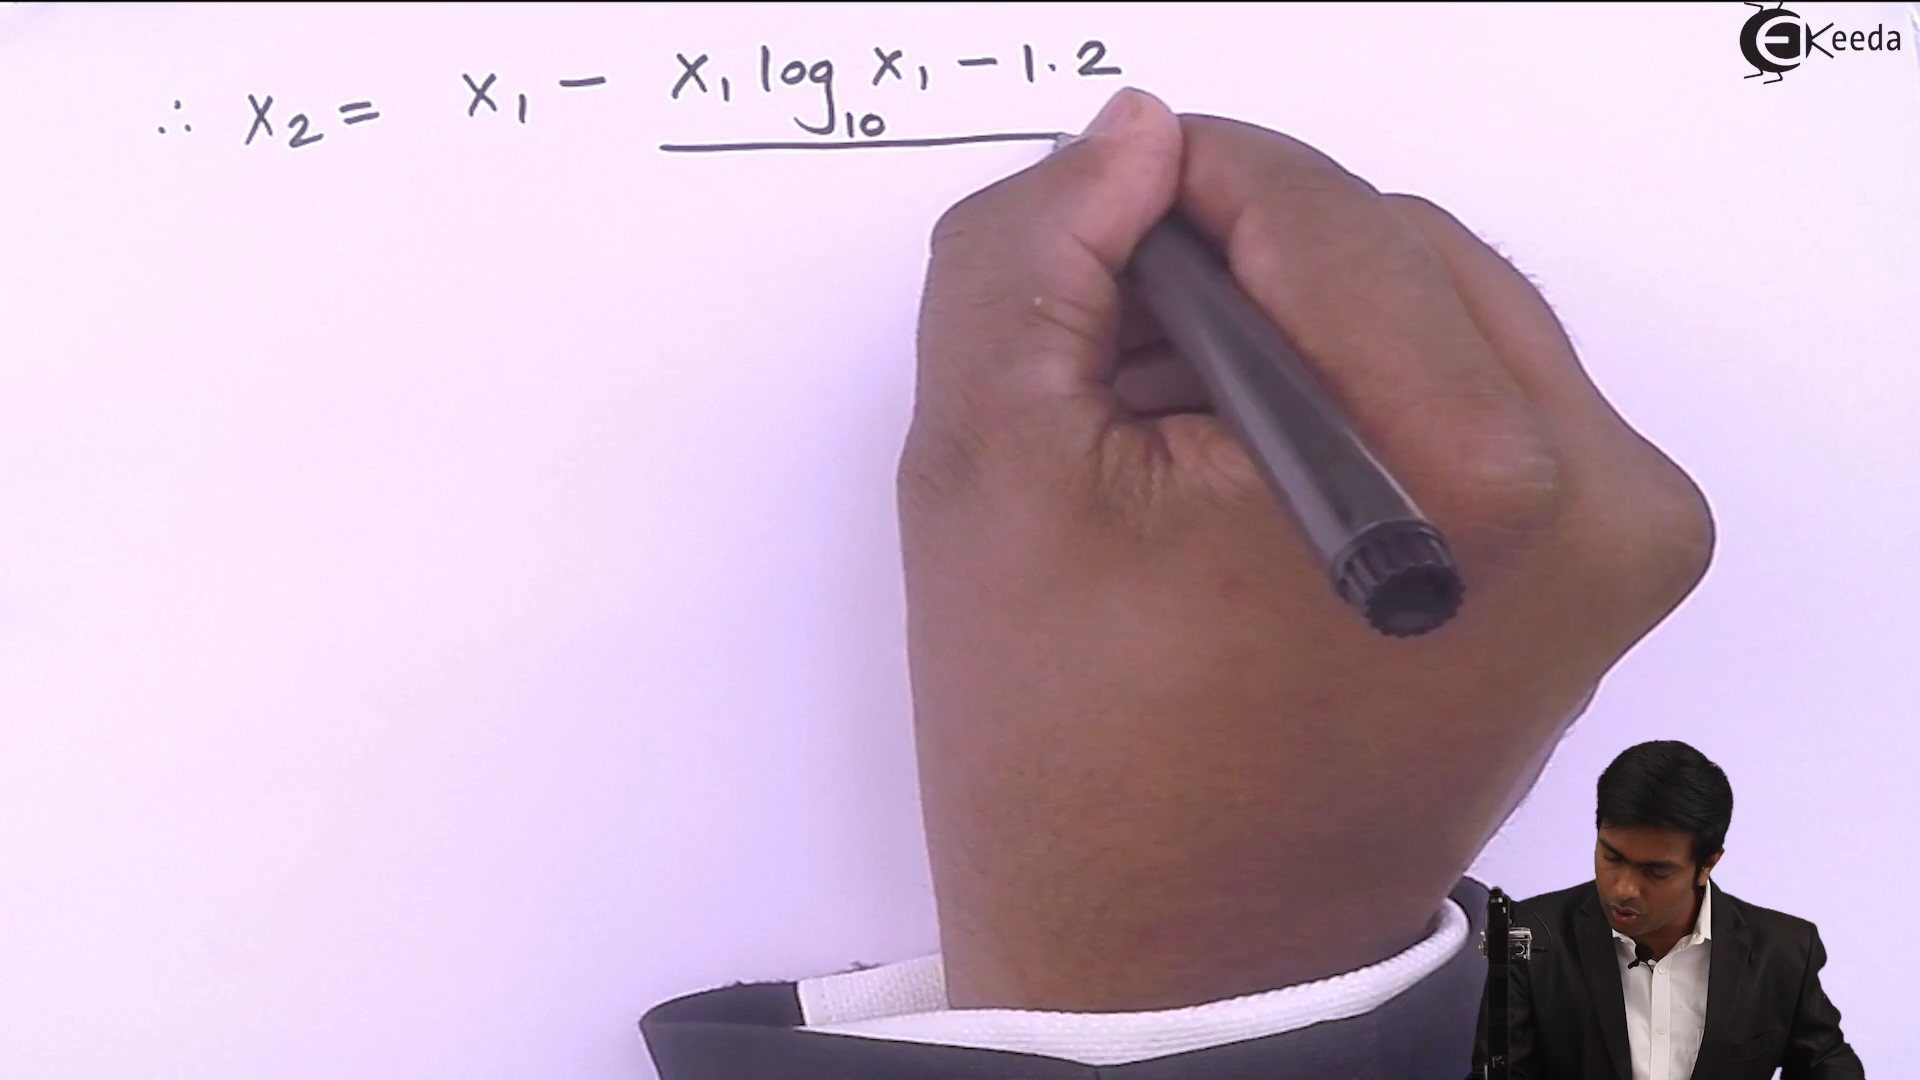 Keeda
∴ x₂ = x₁ - x₁ log₁₀ x₁ - 1.2